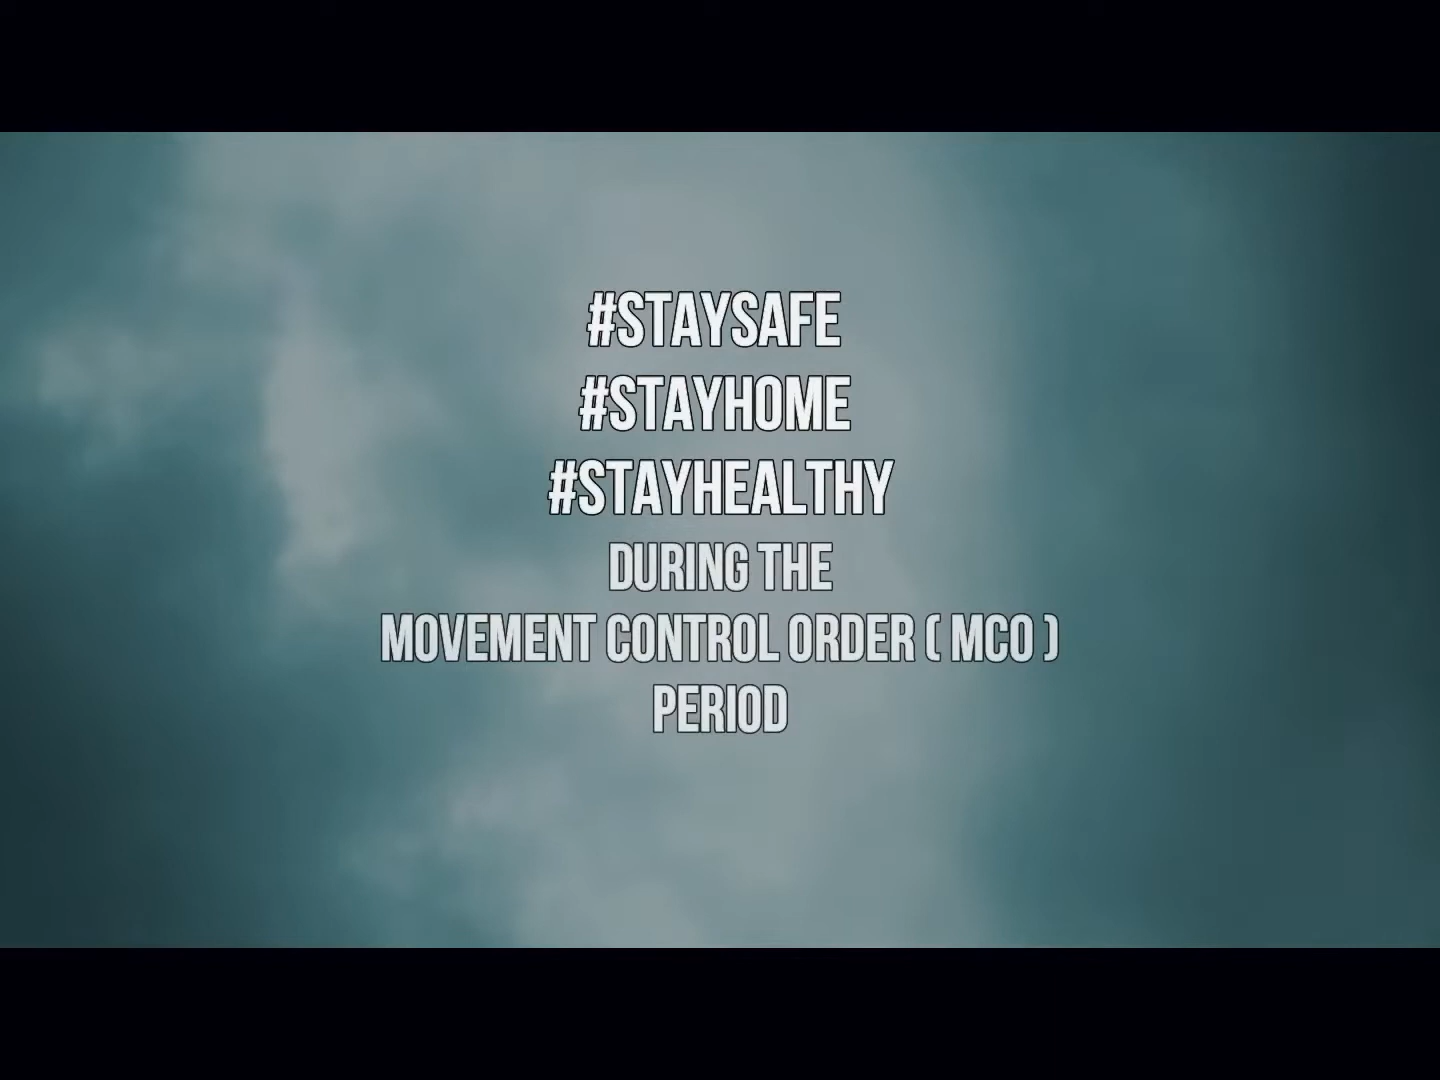 #STAYSAFE
#STAYHOME
#STAYHEALTHY
DURING THE
MOVEMENT CONTROL ORDER ( MCO )
PERIOD